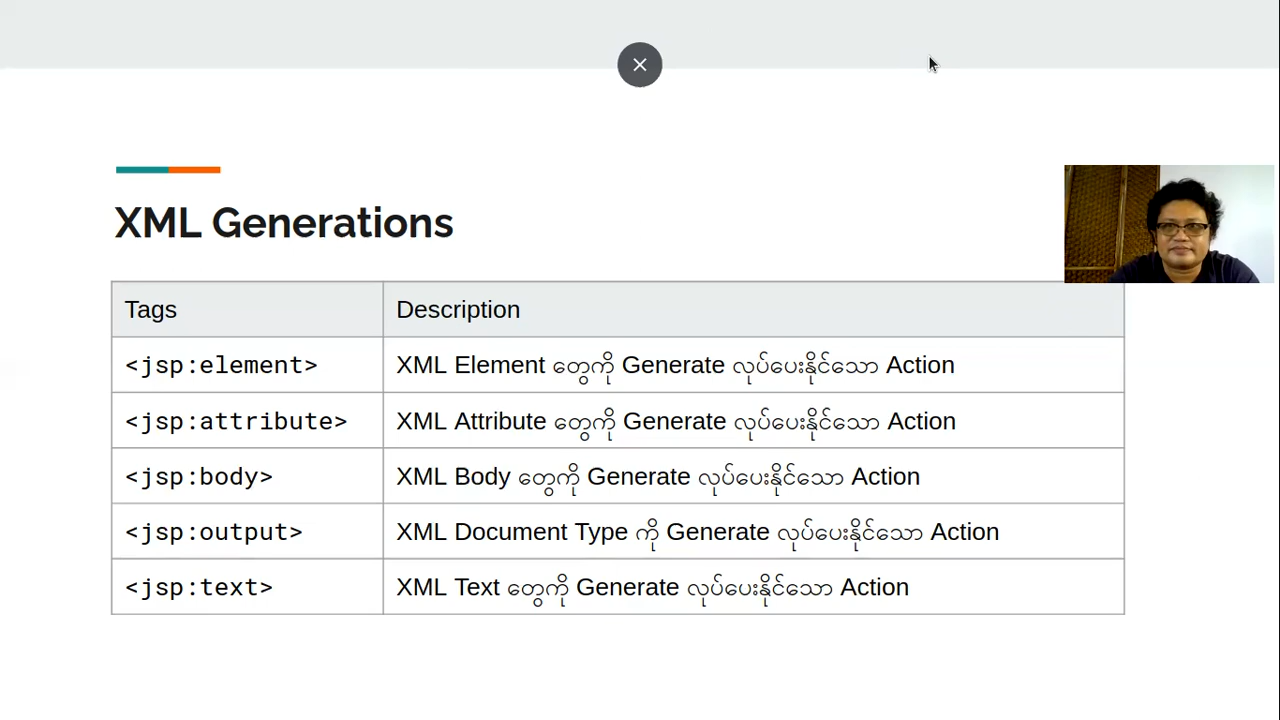 XML Generations
Tags Description
<jsp:element> XML Element တွေကို Generate လုပ်ပေးနိုင်သော Action
<jsp:attribute> XML Attribute တွေကို Generate လုပ်ပေးနိုင်သော Action
<jsp:body> XML Body တွေကို Generate လုပ်ပေးနိုင်သော Action
<jsp:output> XML Document Type ကို Generate လုပ်ပေးနိုင်သော Action
<jsp:text> XML Text တွေကို Generate လုပ်ပေးနိုင်သော Action